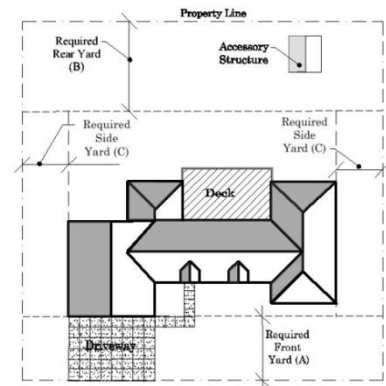 Property Line
Required
Rear Yard
(B)
Accessory
Structure
Required
Side
Yard (C)
Required
Side
Yard (C)
Deck
Driveway
Required
Front
Yard (A)